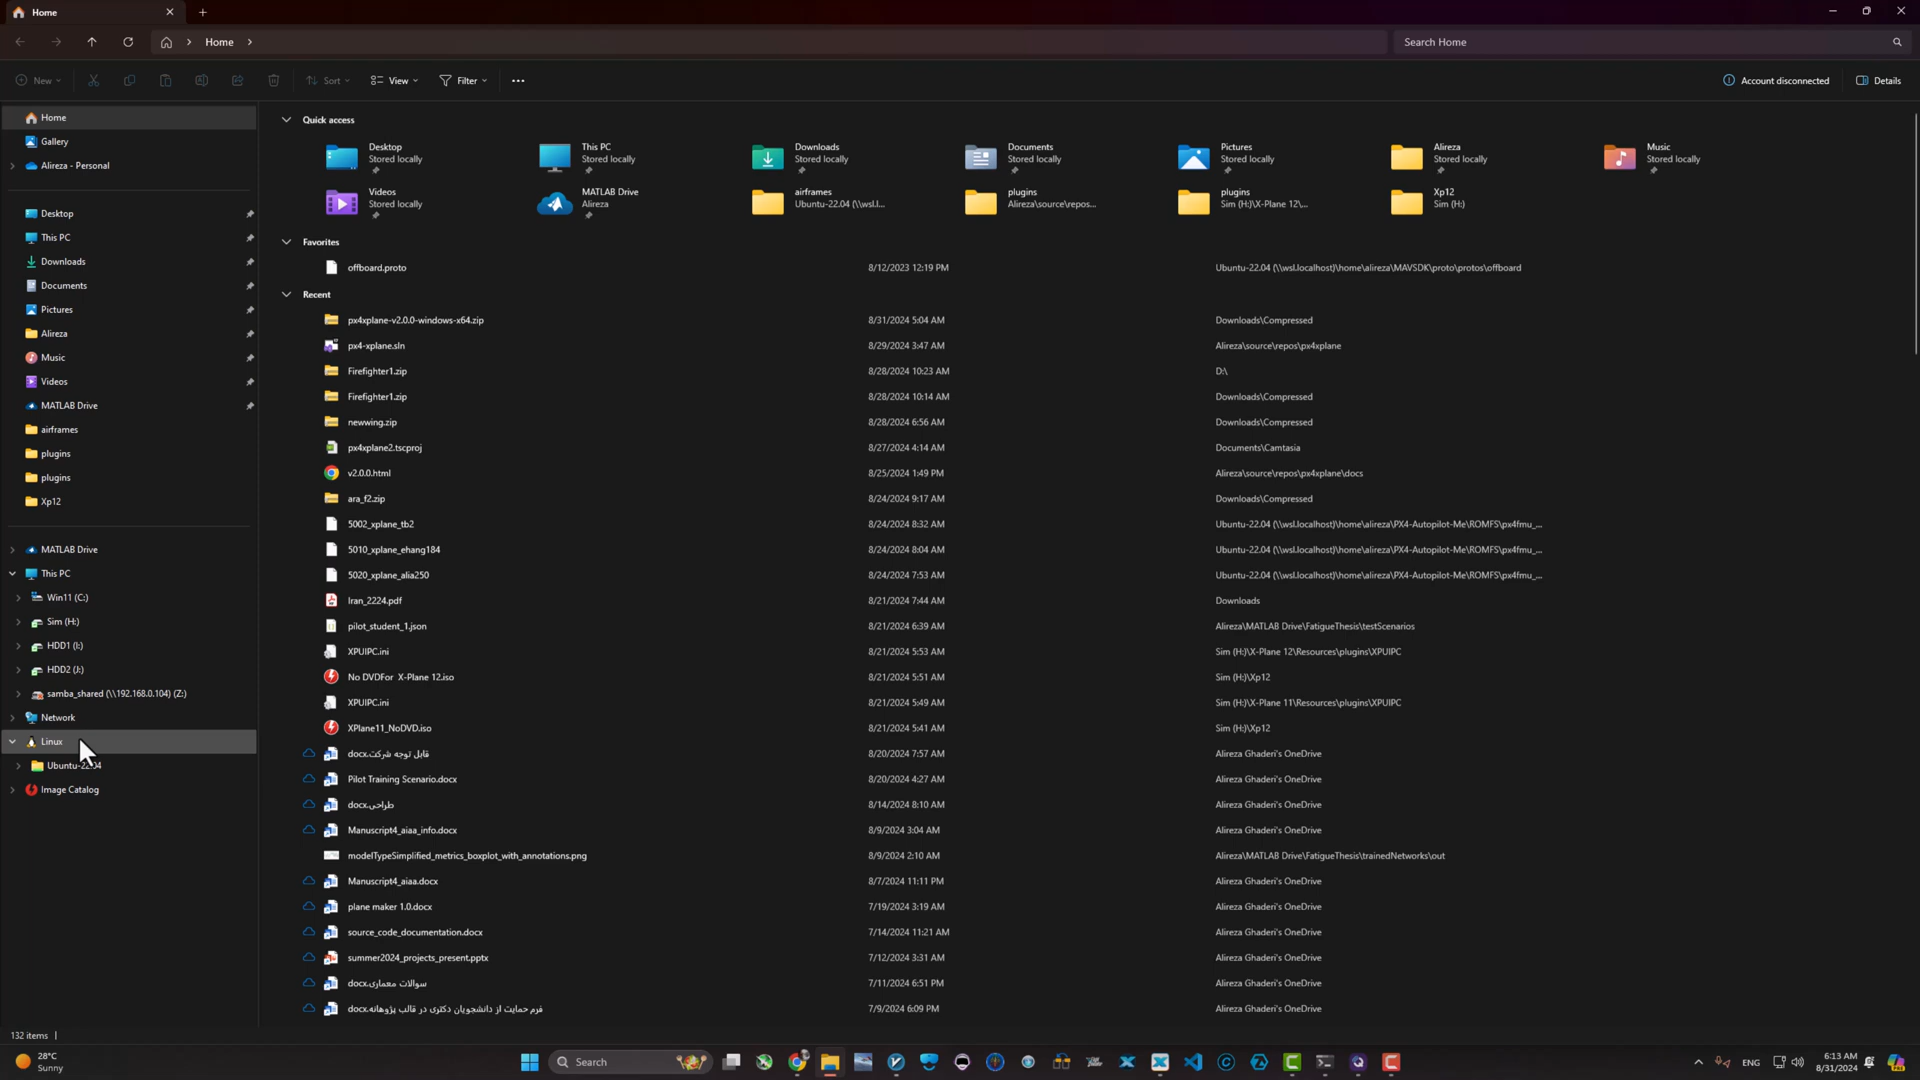 Home
Home
Search Home
New
Sort
View
Filter
Account disconnected
Details
Home
Gallery
Alireza - Personal
Desktop
This PC
Downloads
Documents
Pictures
Alireza
Music
Videos
MATLAB Drive
airframes
plugins
plugins
Xp12
MATLAB Drive
This PC
Win11 (C:)
Sim (H:)
HDD1 (I:)
HDD2 (J:)
samba_shared (\\192.168.0.104) (Z:)
Network
Linux
Ubuntu-22.04
Image Catalog
Quick access
Desktop
Stored locally
This PC
Stored locally
Downloads
Stored locally
Documents
Stored locally
Pictures
Stored locally
Alireza
Stored locally
Music
Stored locally
Videos
Stored locally
MATLAB Drive
Alireza
airframes
Ubuntu-22.04 (\\wsl.l...
plugins
Alireza\source\repos...
plugins
Sim (H:)\X-Plane 12\...
Xp12
Sim (H:)
Favorites
offboard.proto 8/12/2023 12:19 PM Ubuntu-22.04 (\\wsl.localhost)\home\alireza\MAVSDK\proto\protos\offboard
Recent
px4xplane-v2.0.0-windows-x64.zip 8/31/2024 5:04 AM Downloads\Compressed
px4-xplane.sln 8/29/2024 3:47 AM Alireza\source\repos\px4xplane
Firefighter1.zip 8/28/2024 10:23 AM D:\
Firefighter1.zip 8/28/2024 10:14 AM Downloads\Compressed
newwing.zip 8/28/2024 6:56 AM Downloads\Compressed
px4xplane2.tscproj 8/27/2024 4:14 AM Documents\Camtasia
v2.0.0.html 8/25/2024 1:49 PM Alireza\source\repos\px4xplane\docs
ara_f2.zip 8/24/2024 9:17 AM Downloads\Compressed
5002_xplane_tb2 8/24/2024 8:32 AM Ubuntu-22.04 (\\wsl.localhost)\home\alireza\PX4-Autopilot-Me\ROMFS\px4fmu_...
5010_xplane_ehang184 8/24/2024 8:04 AM Ubuntu-22.04 (\\wsl.localhost)\home\alireza\PX4-Autopilot-Me\ROMFS\px4fmu_...
5020_xplane_alia250 8/24/2024 7:53 AM Ubuntu-22.04 (\\wsl.localhost)\home\alireza\PX4-Autopilot-Me\ROMFS\px4fmu_...
Iran_2224.pdf 8/21/2024 7:44 AM Downloads
pilot_student_1.json 8/21/2024 6:39 AM Alireza\MATLAB Drive\FatigueThesis\testScenarios
XPUIPC.ini 8/21/2024 5:53 AM Sim (H:)\X-Plane 12\Resources\plugins\XPUIPC
No DVDFor X-Plane 12.iso 8/21/2024 5:51 AM Sim (H:)\Xp12
XPUIPC.ini 8/21/2024 5:49 AM Sim (H:)\X-Plane 11\Resources\plugins\XPUIPC
XPlane11_NoDVD.iso 8/21/2024 5:41 AM Sim (H:)\Xp12
قابل توجه شرکت.docx 8/20/2024 7:57 AM Alireza Ghaderi's OneDrive
Pilot Training Scenario.docx 8/20/2024 4:27 AM Alireza Ghaderi's OneDrive
طراحی.docx 8/14/2024 8:10 AM Alireza Ghaderi's OneDrive
Manuscript4_aiaa_info.docx 8/9/2024 3:04 AM Alireza Ghaderi's OneDrive
modelTypeSimplified_metrics_boxplot_with_annotations.png 8/9/2024 2:10 AM Alireza\MATLAB Drive\FatigueThesis\trainedNetworks\out
Manuscript4_aiaa.docx 8/7/2024 11:11 PM Alireza Ghaderi's OneDrive
plane maker 1.0.docx 7/19/2024 3:19 AM Alireza Ghaderi's OneDrive
source_code_documentation.docx 7/14/2024 11:21 AM Alireza Ghaderi's OneDrive
summer2024_projects_present.pptx 7/12/2024 3:31 AM Alireza Ghaderi's OneDrive
سوالات معماری.docx 7/11/2024 6:51 PM Alireza Ghaderi's OneDrive
فرم حمایت از دانشجویان دکتری در قالب پژوهانه.docx 7/9/2024 6:09 PM Alireza Ghaderi's OneDrive
132 items
28°C
Sunny
Search
ENG
6:13 AM
8/31/2024